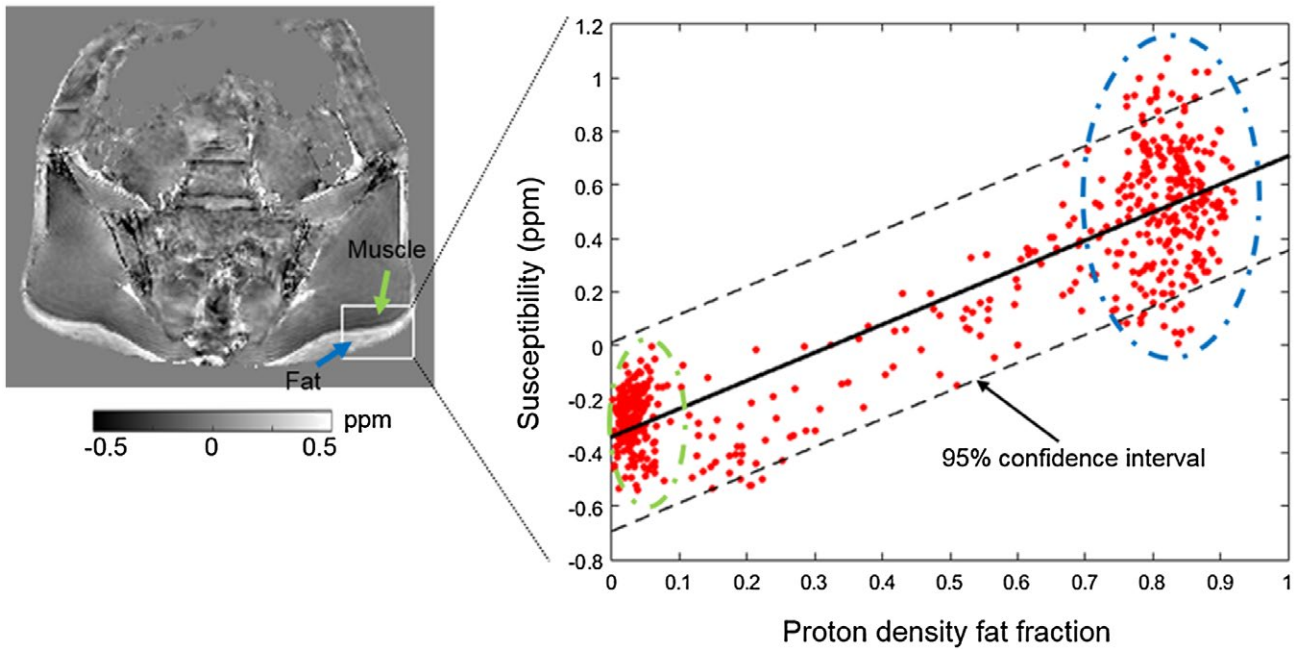 Muscle
Fat
ppm
-0.5 0 0.5
Susceptibility (ppm)
1.2
1
0.8
0.6
0.4
0.2
0
-0.2
-0.4
-0.6
-0.8
95% confidence interval
0 0.1 0.2 0.3 0.4 0.5 0.6 0.7 0.8 0.9 1
Proton density fat fraction